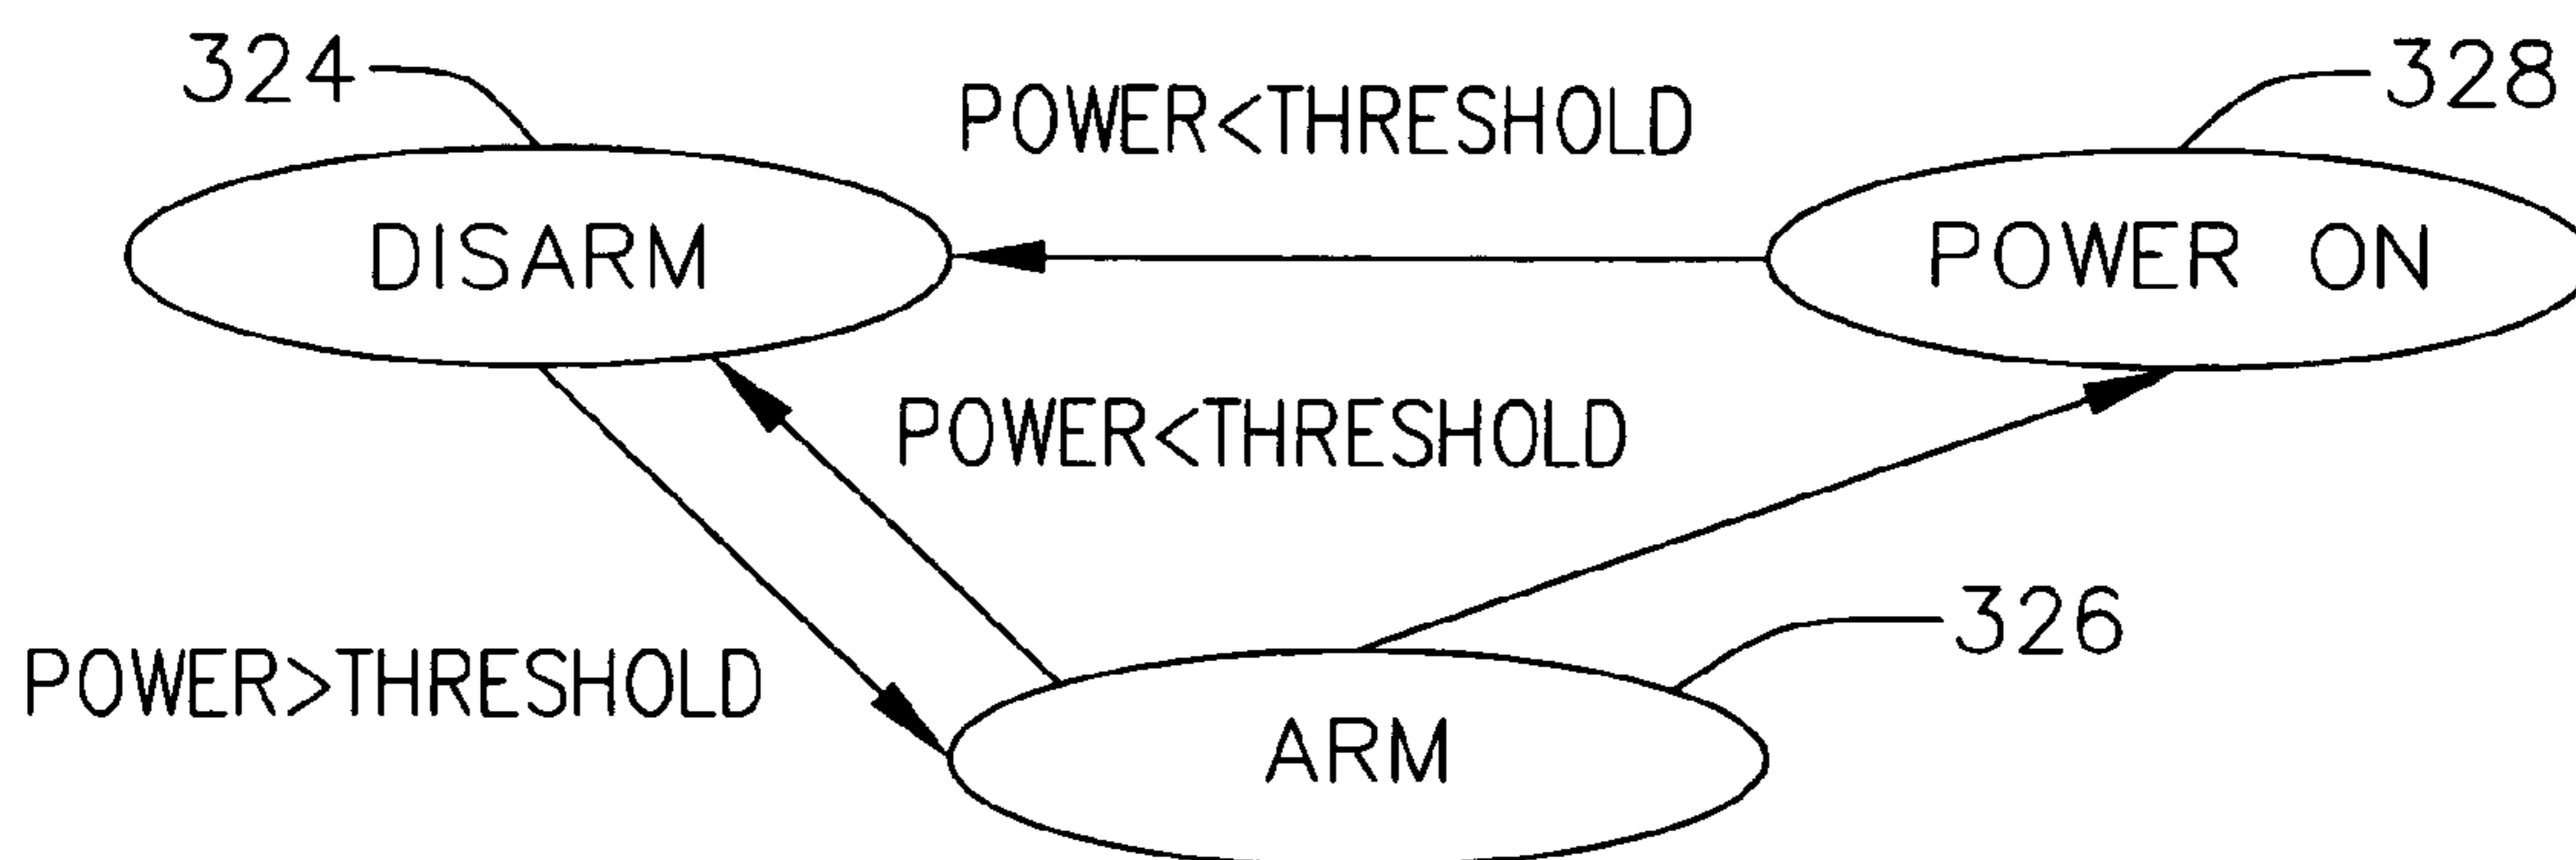 324
POWER<THRESHOLD
328
DISARM
POWER ON
POWER<THRESHOLD
POWER>THRESHOLD
326
ARM